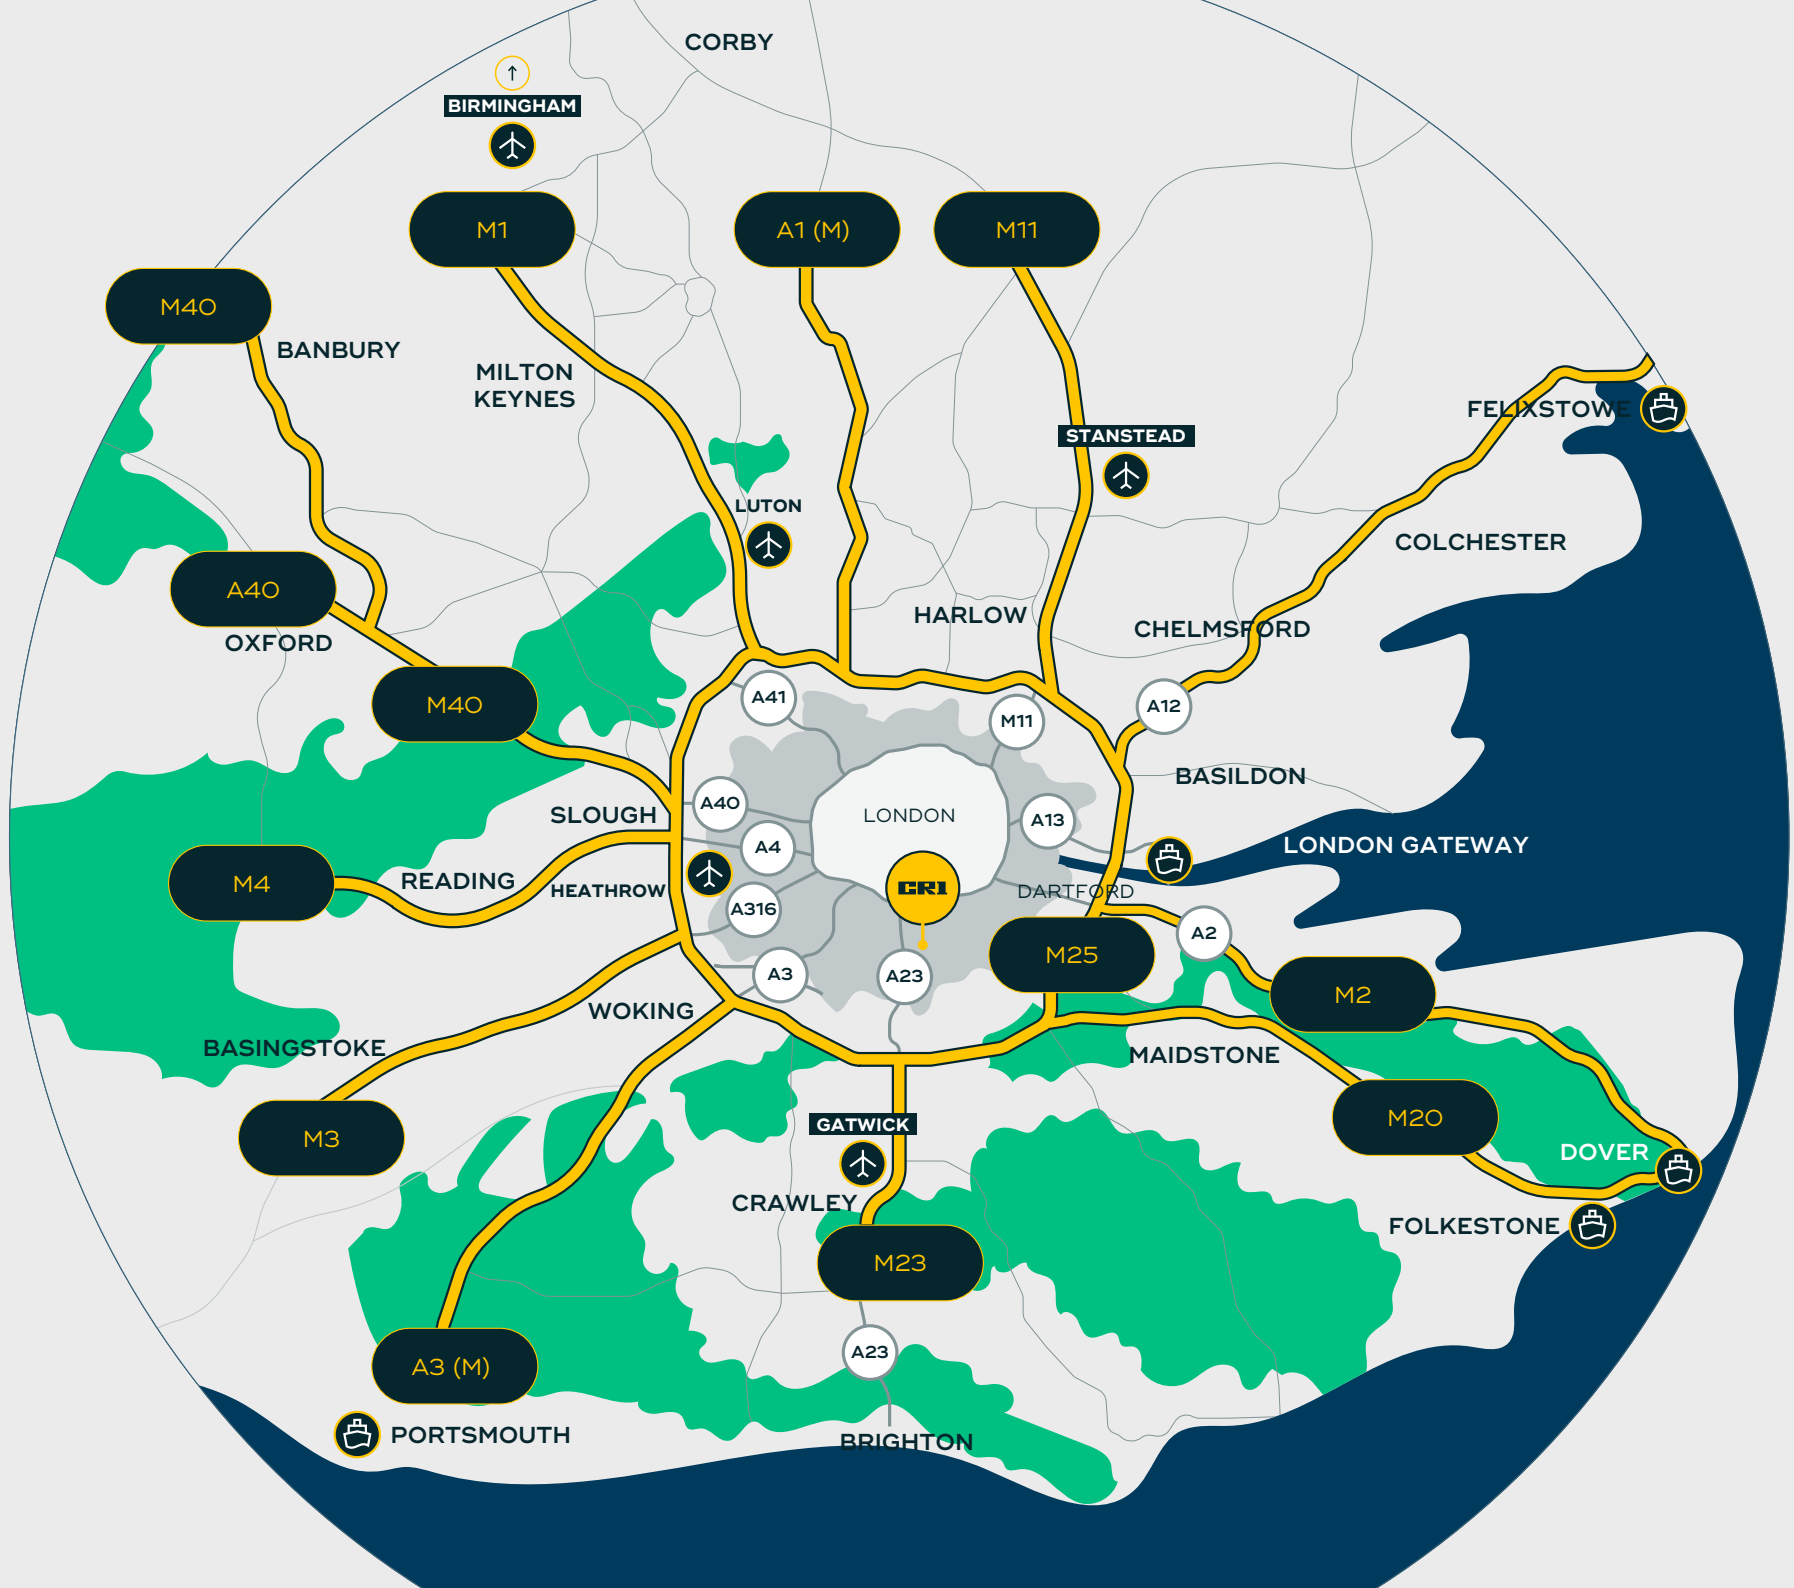 CORBY
↑
BIRMINGHAM
M1
A1 (M)
M11
M40
BANBURY
MILTON
KEYNES
FELIXSTOWE
STANSTEAD
LUTON
COLCHESTER
A40
OXFORD
HARLOW
CHELMSFORD
M40
A41
M11
A12
BASILDON
SLOUGH
A40
LONDON
A13
A4
LONDON GATEWAY
M4
READING
HEATHROW
CR1
DARTFORD
A316
A2
M25
A3
A23
M2
WOKING
BASINGSTOKE
MAIDSTONE
M3
GATWICK
M20
DOVER
CRAWLEY
FOLKESTONE
M23
A3 (M)
A23
PORTSMOUTH
BRIGHTON